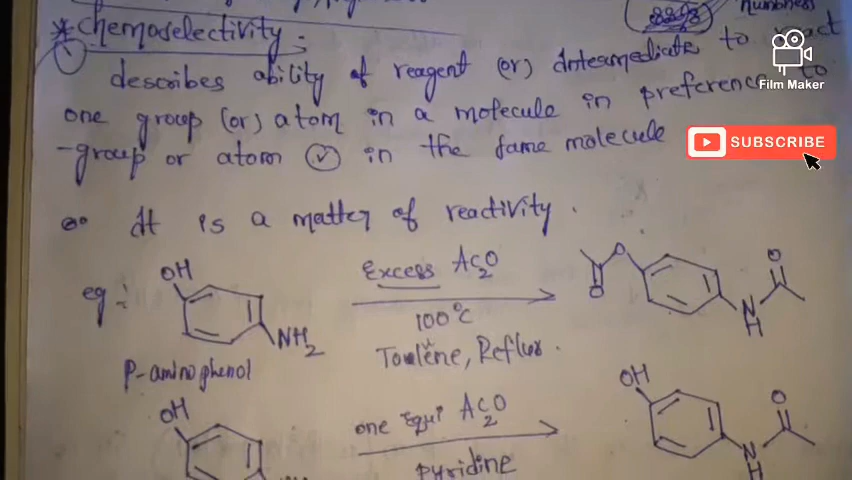 numbness
* Chemoselectivity.
Film Maker
describes ability of reagent (or) Intermediate to react
one group (or) atom in a molecule in preference to
-group or atom in the same molecule
SUBSCRIBE
It is a matter of reactivity.
eg:
OH
NH2
P-aminophenol
Excess Ac2O
100°C
Toulene, Reflux.
O
O
O
N
H
OH
one equi Ac2O
pyridine
OH
O
N
H